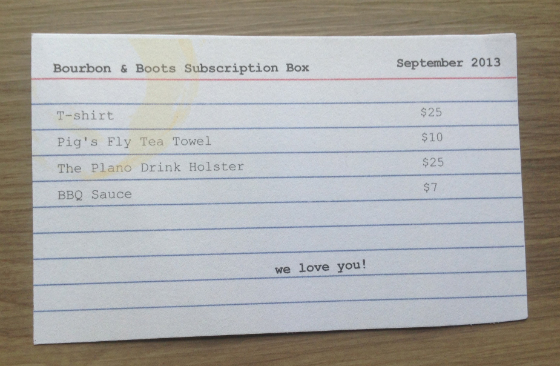 Bourbon & Boots Subscription Box September 2013
T-shirt $25
Pig's Fly Tea Towel $10
The Plano Drink Holster $25
BBQ Sauce $7
we love you!